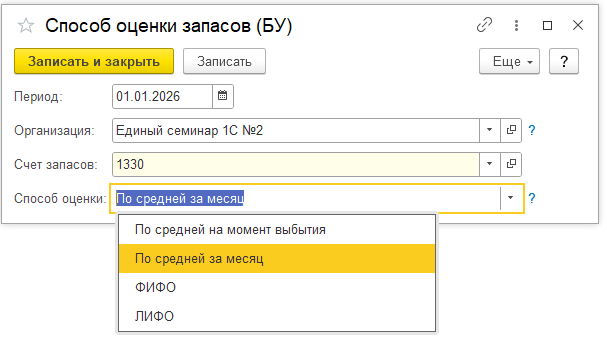 Способ оценки запасов (БУ)
Записать и закрыть Записать Еще ?
Период: 01.01.2026
Организация: Единый семинар 1С №2 ?
Счет запасов: 1330
Способ оценки: По средней за месяц ?
По средней на момент выбытия
По средней за месяц
ФИФО
ЛИФО